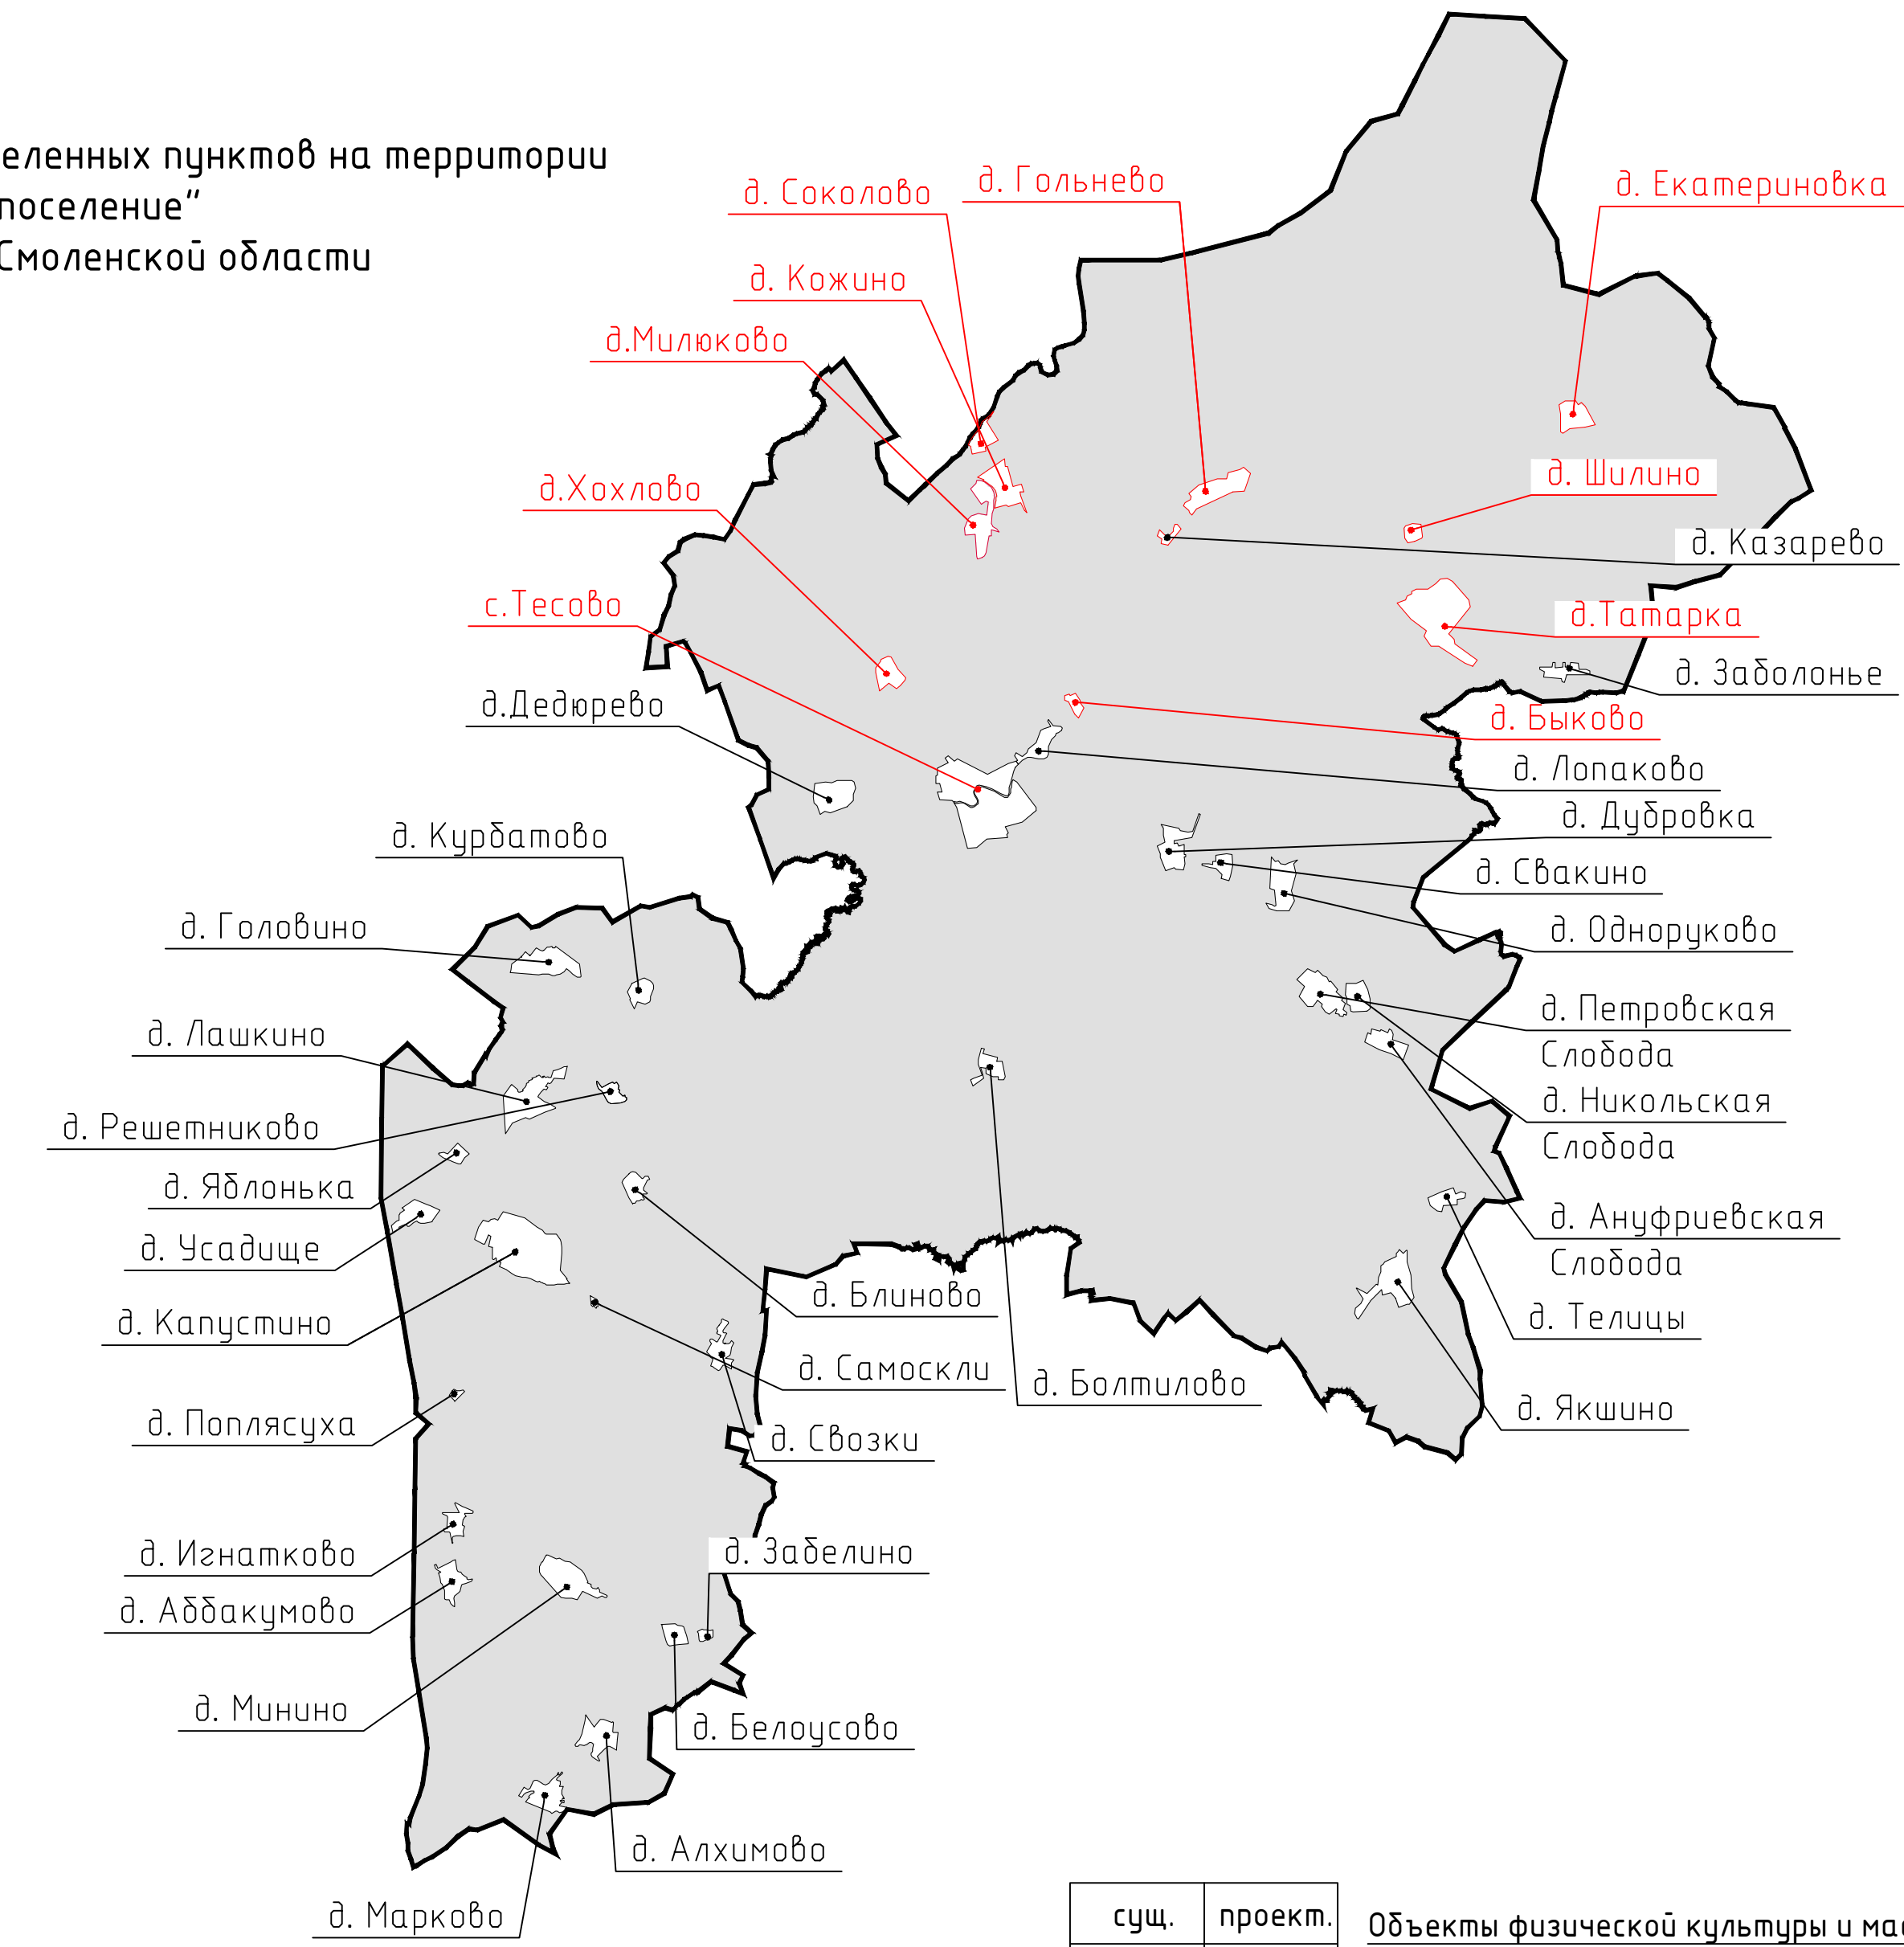 еленных пунктов на территории
поселение"
Смоленской области
д. Соколово
д. Гольнево
д. Екатериновка
д. Кожино
д.Милюково
д.Хохлово
д. Шилино
д. Казарево
с.Тесово
д.Татарка
д. Заболонье
д.Дедюрево
д. Быково
д. Лопаково
д. Дубровка
д. Курбатово
д. Свакино
д. Головино
д. Одноруково
д. Петровская
Слобода
д. Лашкино
д. Никольская
Слобода
д. Решетниково
д. Яблонька
д. Ануфриевская
Слобода
д. Усадище
д. Блиново
д. Телицы
д. Капустино
д. Самоскли
д. Болтилово
д. Якшино
д. Поплясуха
д. Свозки
д. Игнатково
д. Забелино
д. Аббакумово
д. Минино
д. Белоусово
д. Алхимово
д. Марково
сущ. проект.
Объекты физической культуры и ма